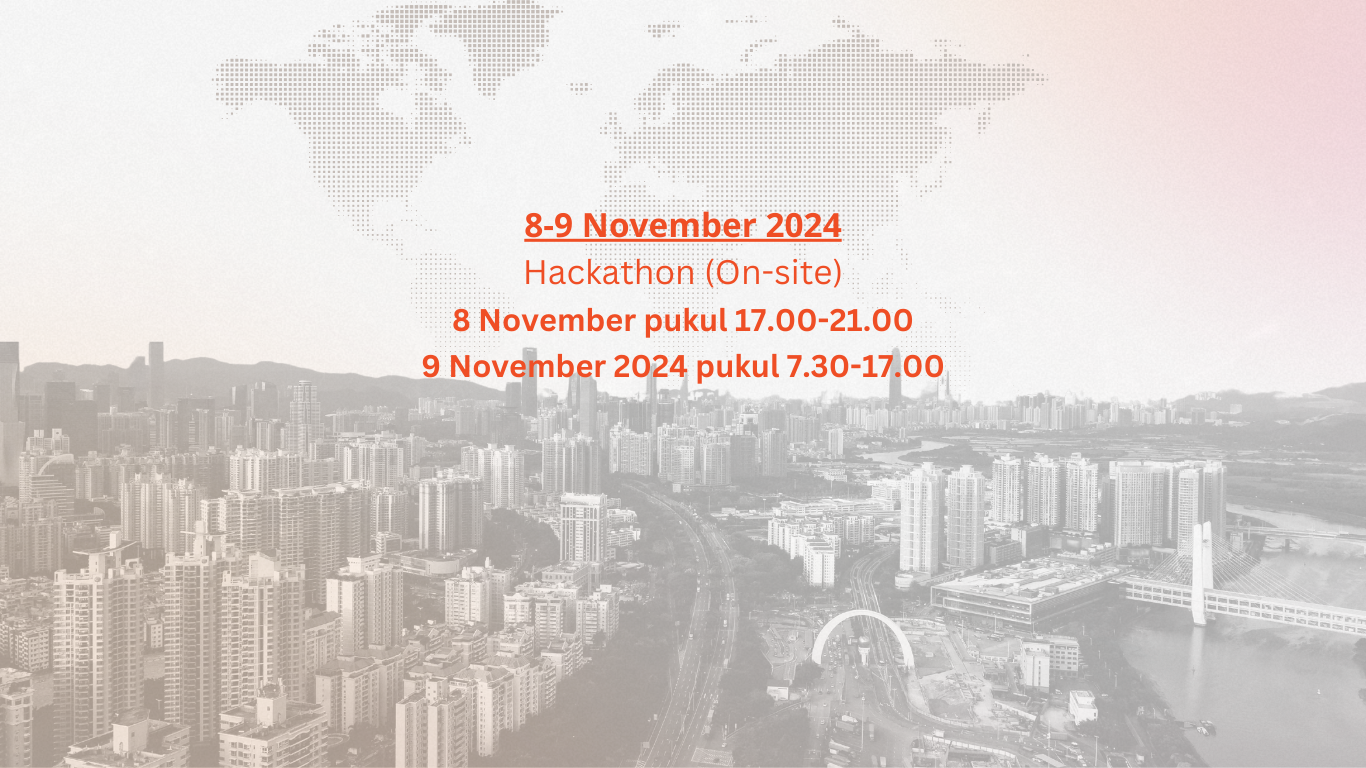 8-9 November 2024
Hackathon (On-site)
8 November pukul 17.00-21.00
9 November 2024 pukul 7.30-17.00